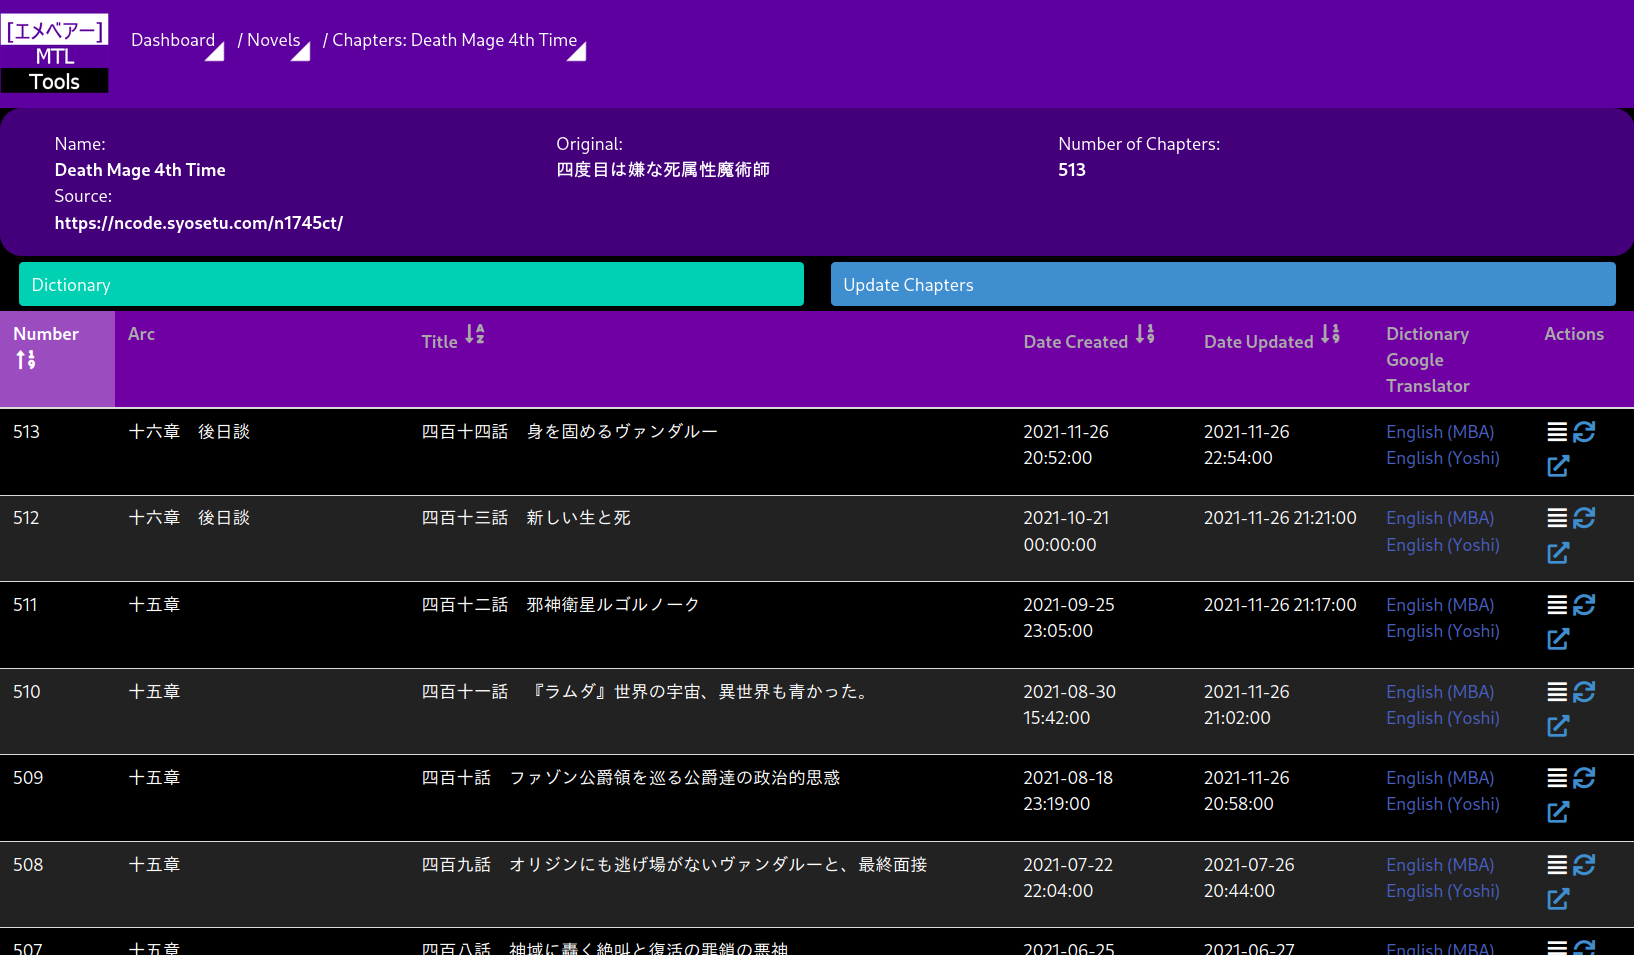 [エメベアー]
MTL
Tools
Dashboard / Novels / Chapters: Death Mage 4th Time
Name:
Death Mage 4th Time
Source:
https://ncode.syosetu.com/n1745ct/
Original:
四度目は嫌な死属性魔術師
Number of Chapters:
513
Dictionary
Update Chapters
Number
Arc
Title
Date Created
Date Updated
Dictionary
Google
Translator
Actions
513
十六章　後日談
四百十四話　身を固めるヴァンダルー
2021-11-26
20:52:00
2021-11-26
22:54:00
English (MBA)
English (Yoshi)
512
十六章　後日談
四百十三話　新しい生と死
2021-10-21
00:00:00
2021-11-26 21:21:00
English (MBA)
English (Yoshi)
511
十五章
四百十二話　邪神衛星ルゴルノーク
2021-09-25
23:05:00
2021-11-26 21:17:00
English (MBA)
English (Yoshi)
510
十五章
四百十一話　『ラムダ』世界の宇宙、異世界も青かった。
2021-08-30
15:42:00
2021-11-26
21:02:00
English (MBA)
English (Yoshi)
509
十五章
四百十話　ファゾン公爵領を巡る公爵達の政治的思惑
2021-08-18
23:19:00
2021-11-26
20:58:00
English (MBA)
English (Yoshi)
508
十五章
四百九話　オリジンにも逃げ場がないヴァンダルーと、最終面接
2021-07-22
22:04:00
2021-07-26
20:44:00
English (MBA)
English (Yoshi)
507
十五章
四百八話　神域に轟く絶叫と復活の罪鎖の悪神
2021-06-25
2021-06-27
English (MBA)